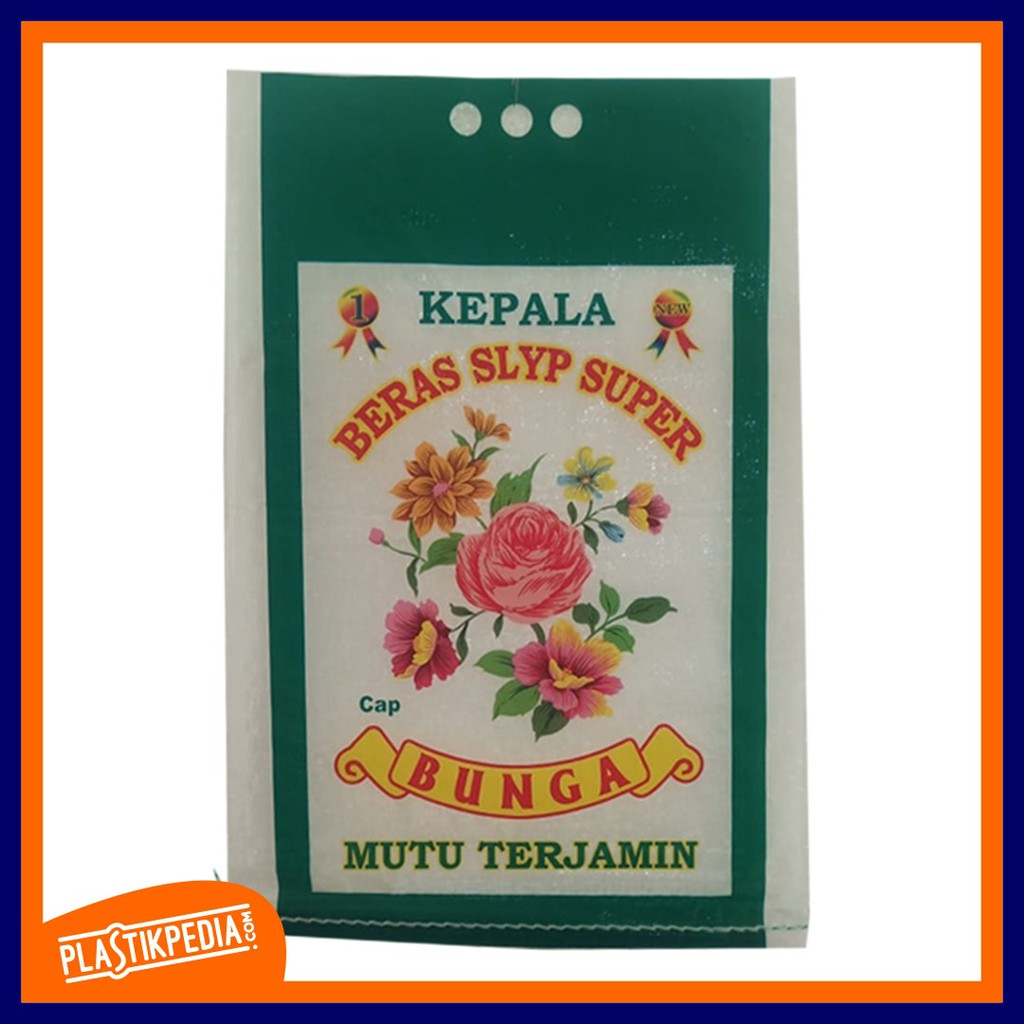 1
KEPALA
NEW
BERAS SLYP SUPER
Cap
BUNGA
MUTU TERJAMIN
PLASTIKPEDIA.COM